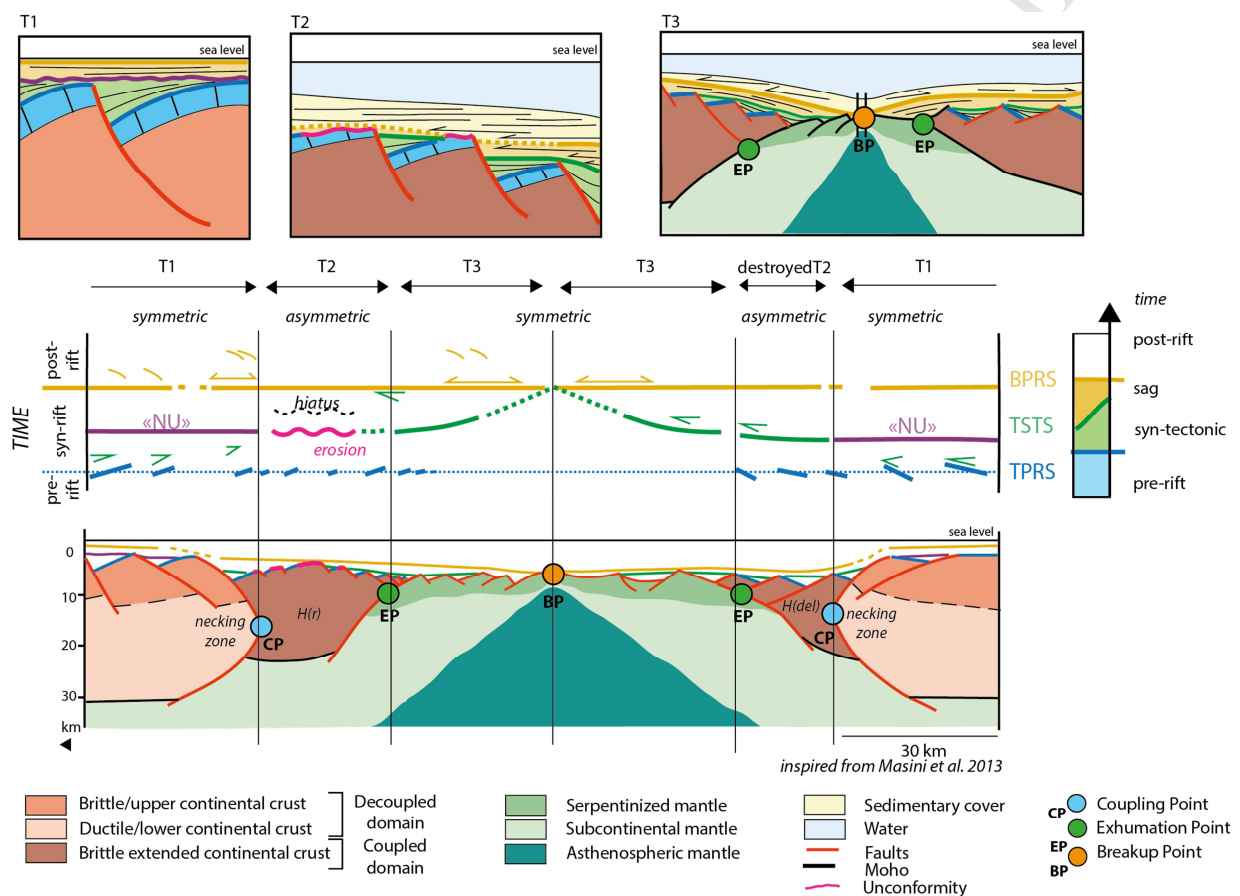 T1
T2
T3
sea level
sea level
sea level
EP
BP
EP
T1
T2
T3
T3
destroyedT2
T1
symmetric
asymmetric
symmetric
asymmetric
symmetric
time
TIME
post-rift
syn-rift
pre-rift
«NU»
hiatus
erosion
«NU»
BPRS
TSTS
TPRS
post-rift
sag
syn-tectonic
pre-rift
sea level
0
10
20
30
km
necking
zone
CP
H(r)
EP
BP
EP
H(del)
CP
necking
zone
30 km
inspired from Masini et al. 2013
Brittle/upper continental crust
Ductile/lower continental crust
Brittle extended continental crust
Decoupled
domain
Coupled
domain
Serpentinized mantle
Subcontinental mantle
Asthenospheric mantle
Sedimentary cover
Water
Faults
Moho
Unconformity
CP Coupling Point
EP Exhumation Point
BP Breakup Point